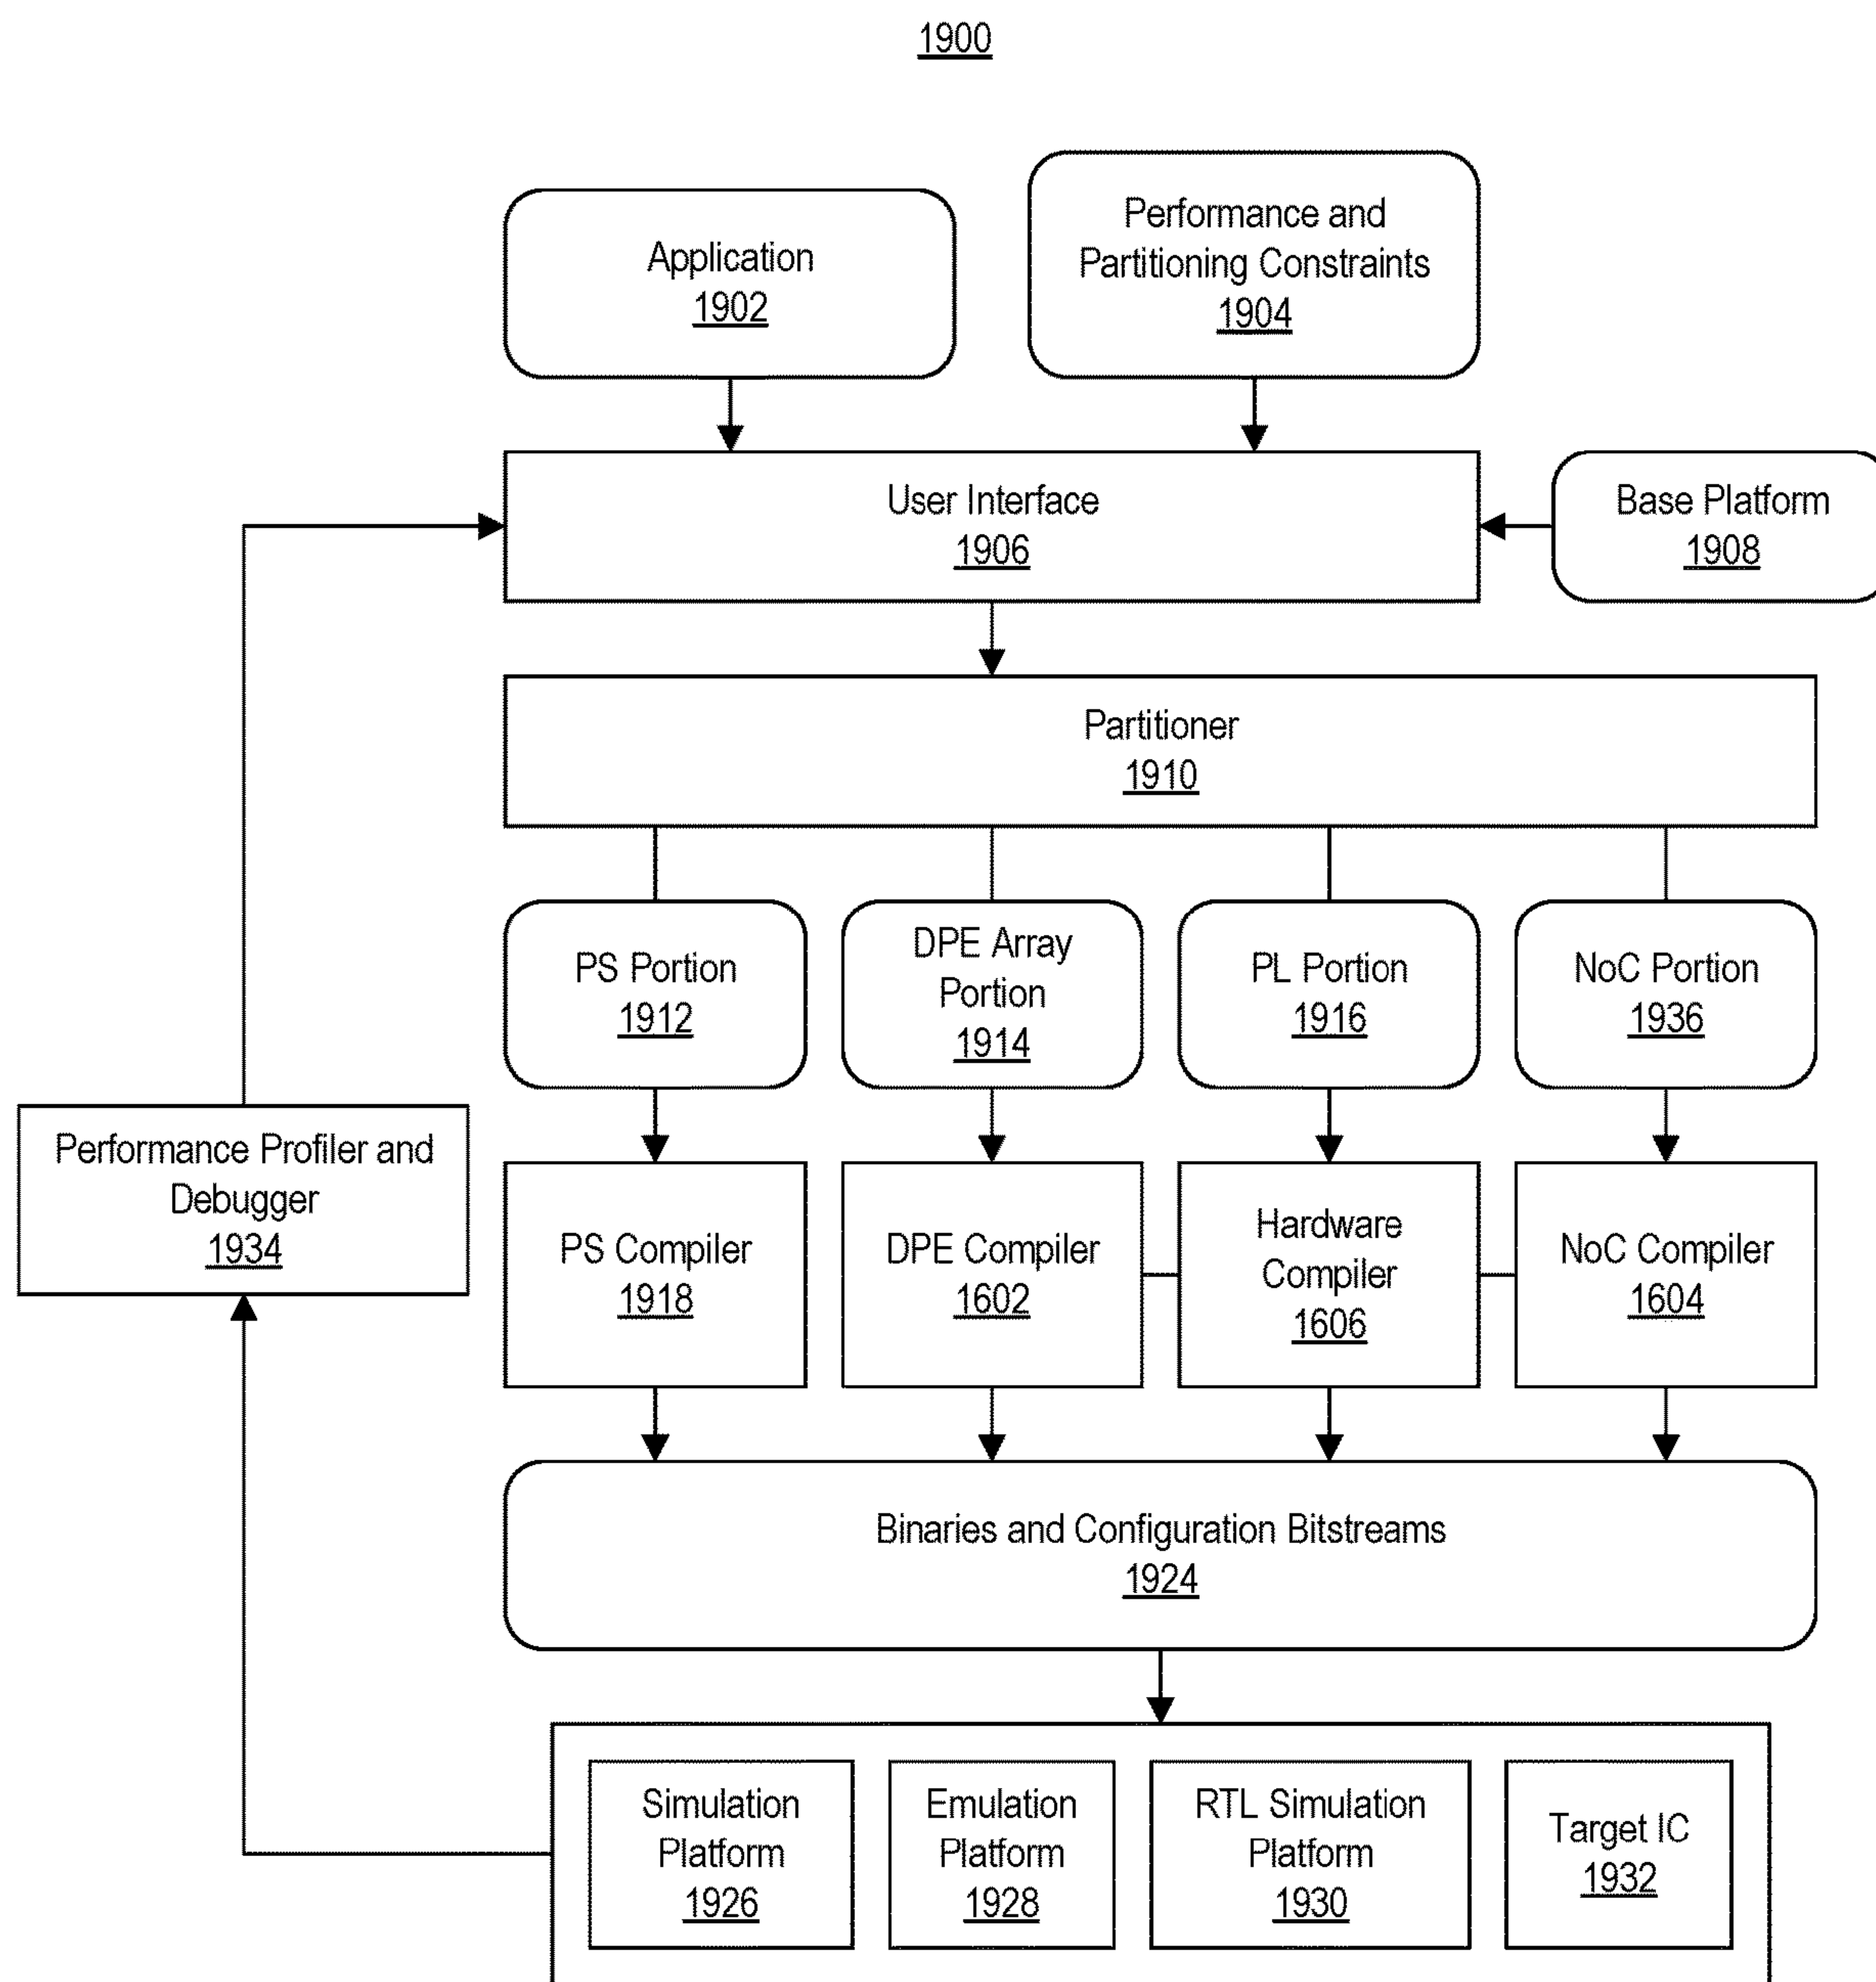 1900
Application
1902
Performance and
Partitioning Constraints
1904
User Interface
1906
Base Platform
1908
Partitioner
1910
PS Portion
1912
DPE Array
Portion
1914
PL Portion
1916
NoC Portion
1936
Performance Profiler and
Debugger
1934
PS Compiler
1918
DPE Compiler
1602
Hardware
Compiler
1606
NoC Compiler
1604
Binaries and Configuration Bitstreams
1924
Simulation
Platform
1926
Emulation
Platform
1928
RTL Simulation
Platform
1930
Target IC
1932